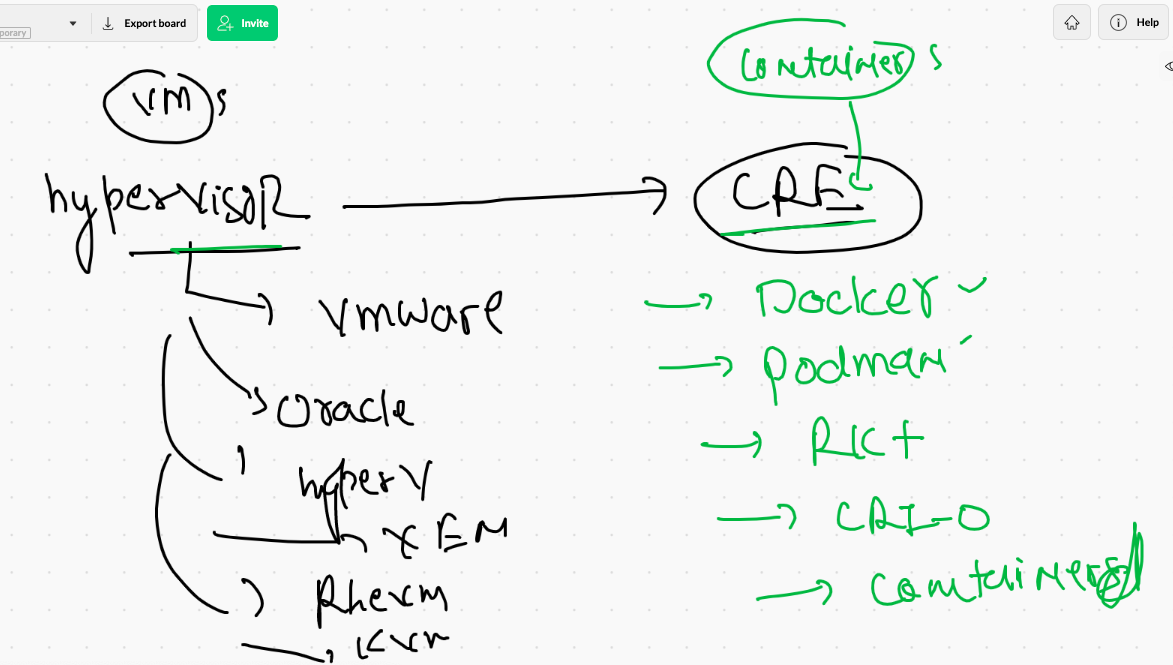 porary
Export board
Invite
Help
VMs
hypervisoR
vmware
Oracle
hyperV
XEN
Rhevm
KVM
Containers
CRE
Docker
podman
RKt
CRI-O
Containerd